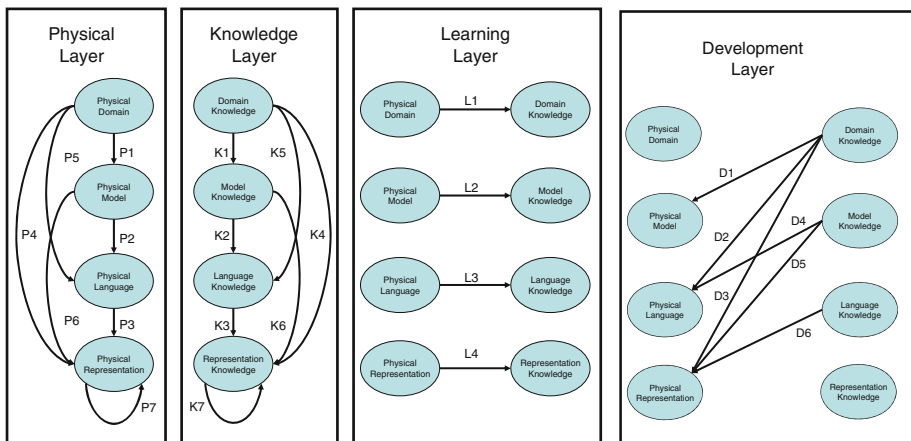 Physical
Layer
Physical
Domain
P5
P1
Physical
Model
P4
P2
Physical
Language
P6
P3
Physical
Representation
P7
Knowledge
Layer
Domain
Knowledge
K1
K5
Model
Knowledge
K2
K4
Language
Knowledge
K3
K6
Representation
Knowledge
K7
Learning
Layer
Physical
Domain
L1
Domain
Knowledge
Physical
Model
L2
Model
Knowledge
Physical
Language
L3
Language
Knowledge
Physical
Representation
L4
Representation
Knowledge
Development
Layer
Physical
Domain
Domain
Knowledge
D1
Physical
Model
Model
Knowledge
D2
D4
D5
Physical
Language
D3
Language
Knowledge
D6
Physical
Representation
Representation
Knowledge